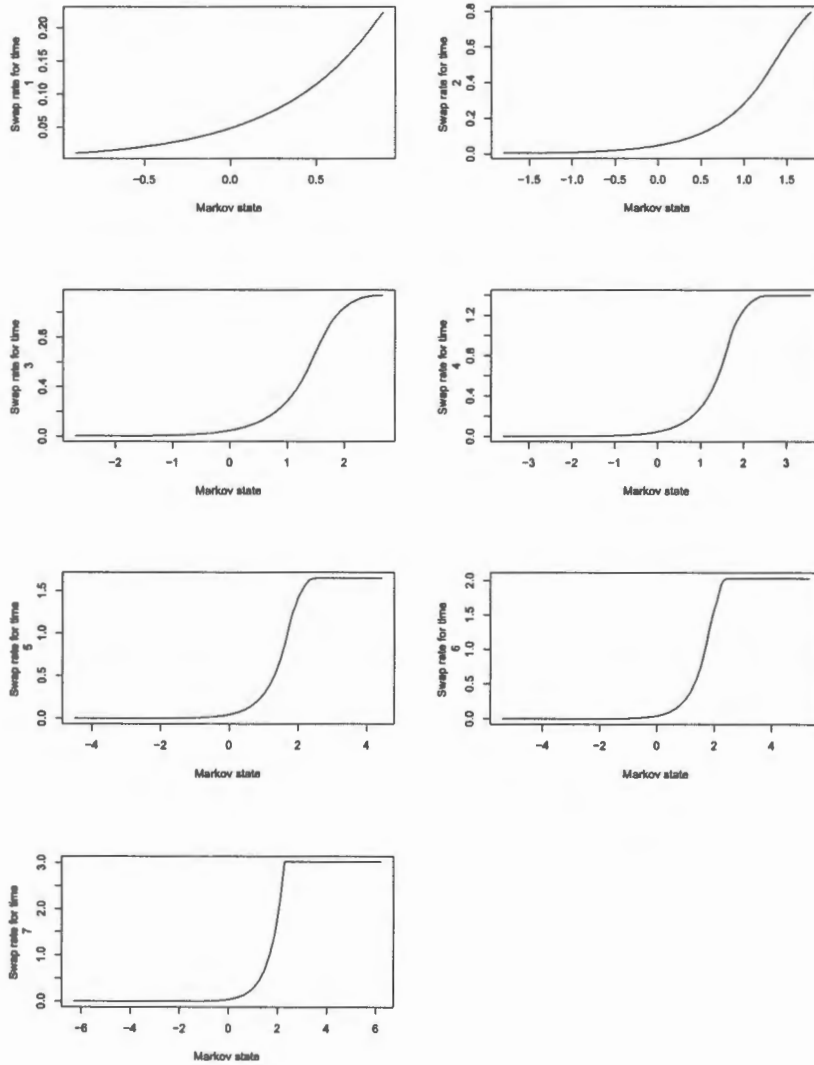 Swap rate for time
1
0.05 0.10 0.15 0.20
−0.5 0.0 0.5
Markov state
Swap rate for time
2
0.0 0.2 0.4 0.6 0.8
−1.5 −1.0 −0.5 0.0 0.5 1.0 1.5
Markov state
Swap rate for time
3
0.0 0.4 0.8
−2 −1 0 1 2
Markov state
Swap rate for time
4
0.0 0.4 0.8 1.2
−3 −2 −1 0 1 2 3
Markov state
Swap rate for time
5
0.0 0.5 1.0 1.5
−4 −2 0 2 4
Markov state
Swap rate for time
6
0.0 0.5 1.0 1.5 2.0
−4 −2 0 2 4
Markov state
Swap rate for time
7
0.0 1.0 2.0 3.0
−6 −4 −2 0 2 4 6
Markov state